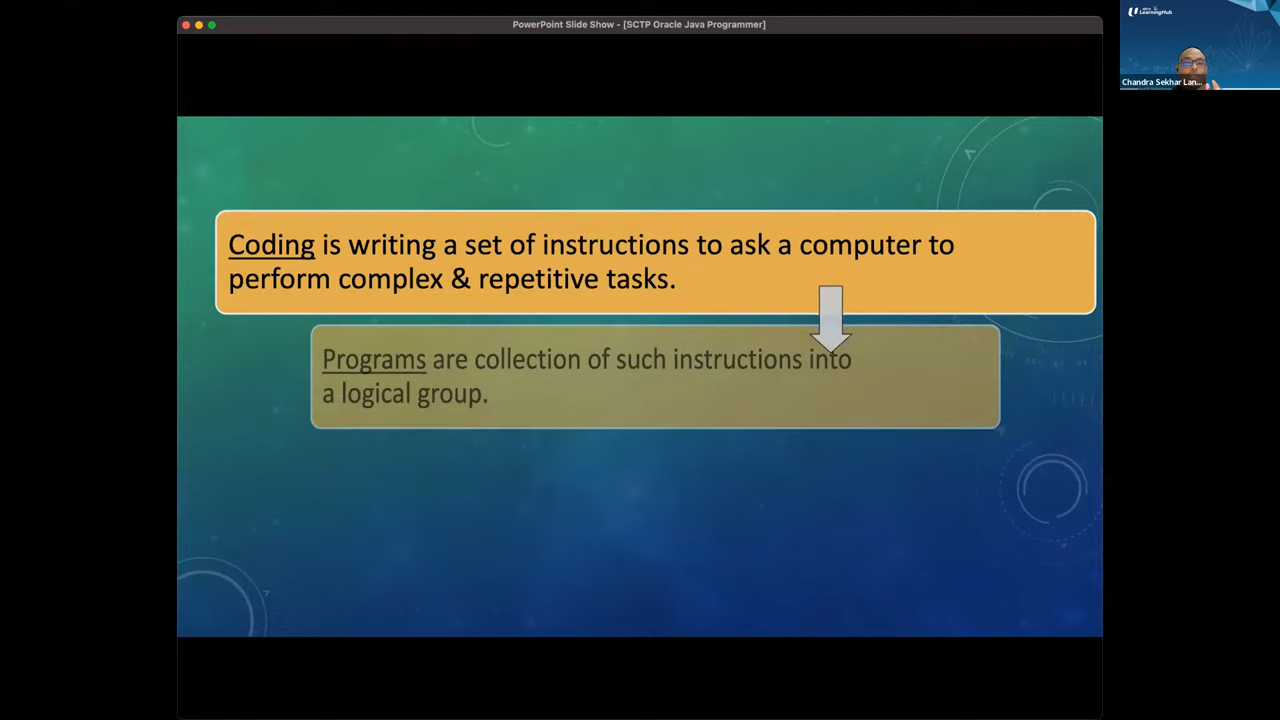 PowerPoint Slide Show - [SCTP Oracle Java Programmer]
LearningHub
Chandra Sekhar Lan...
Coding is writing a set of instructions to ask a computer to
perform complex & repetitive tasks.
Programs are collection of such instructions into
a logical group.